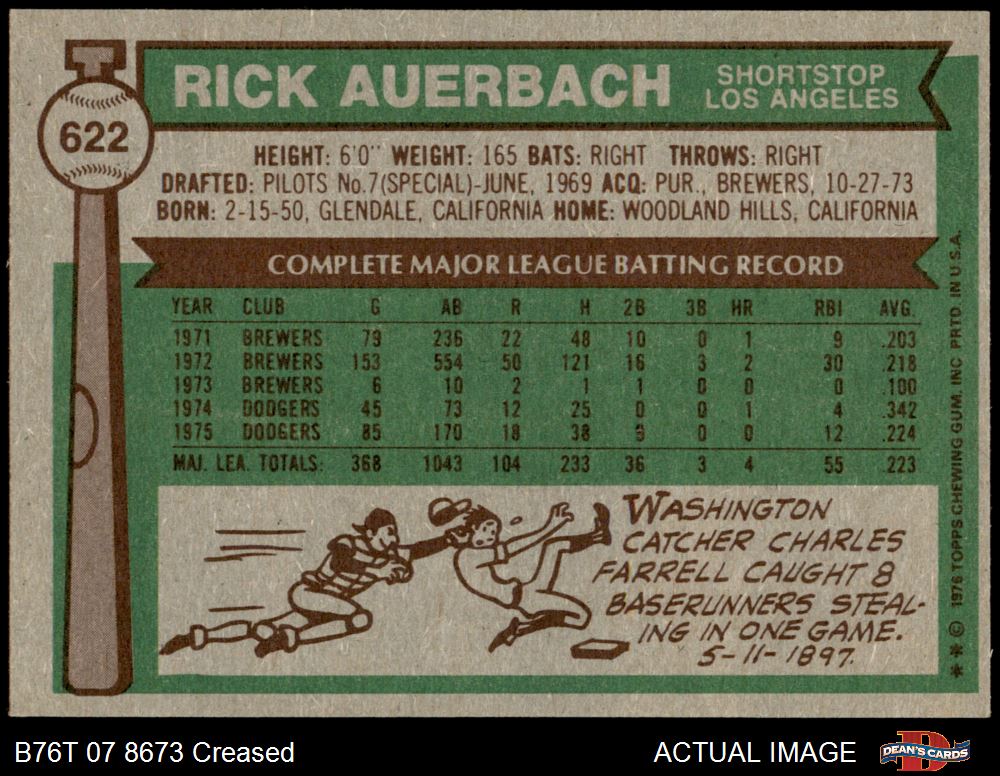 622
RICK AUERBACH
SHORTSTOP
LOS ANGELES
HEIGHT: 6'0" WEIGHT: 165 BATS: RIGHT THROWS: RIGHT
DRAFTED: PILOTS No.7(SPECIAL)-JUNE, 1969 ACQ: PUR., BREWERS, 10-27-73
BORN: 2-15-50, GLENDALE, CALIFORNIA HOME: WOODLAND HILLS, CALIFORNIA
COMPLETE MAJOR LEAGUE BATTING RECORD
YEAR CLUB G AB R H 2B 3B HR RBI AVG.
1971 BREWERS 79 236 22 48 10 0 1 9 .203
1972 BREWERS 153 554 50 121 16 3 2 30 .218
1973 BREWERS 6 10 2 1 1 0 0 0 .100
1974 DODGERS 45 73 12 25 0 0 1 4 .342
1975 DODGERS 85 170 18 38 9 0 0 12 .224
MAJ. LEA. TOTALS: 368 1043 104 233 36 3 4 55 .223
WASHINGTON
CATCHER CHARLES
FARRELL CAUGHT 8
BASERUNNERS STEAL-
ING IN ONE GAME.
5-11-1897.
** © 1976 TOPPS CHEWING GUM, INC PRTD. IN U.S.A.
B76T 07 8673 Creased
ACTUAL IMAGE
D
DEAN'S CARDS